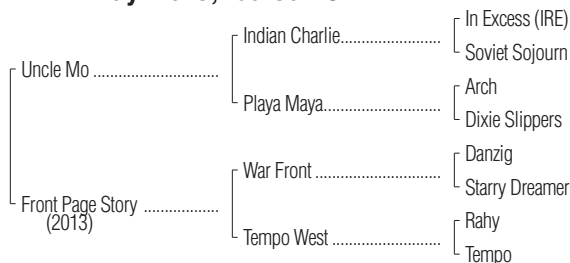 In Excess (IRE)
Indian Charlie
Soviet Sojourn
Uncle Mo
Arch
Playa Maya
Dixie Slippers
Danzig
War Front
Starry Dreamer
Front Page Story
(2013)
Rahy
Tempo West
Tempo